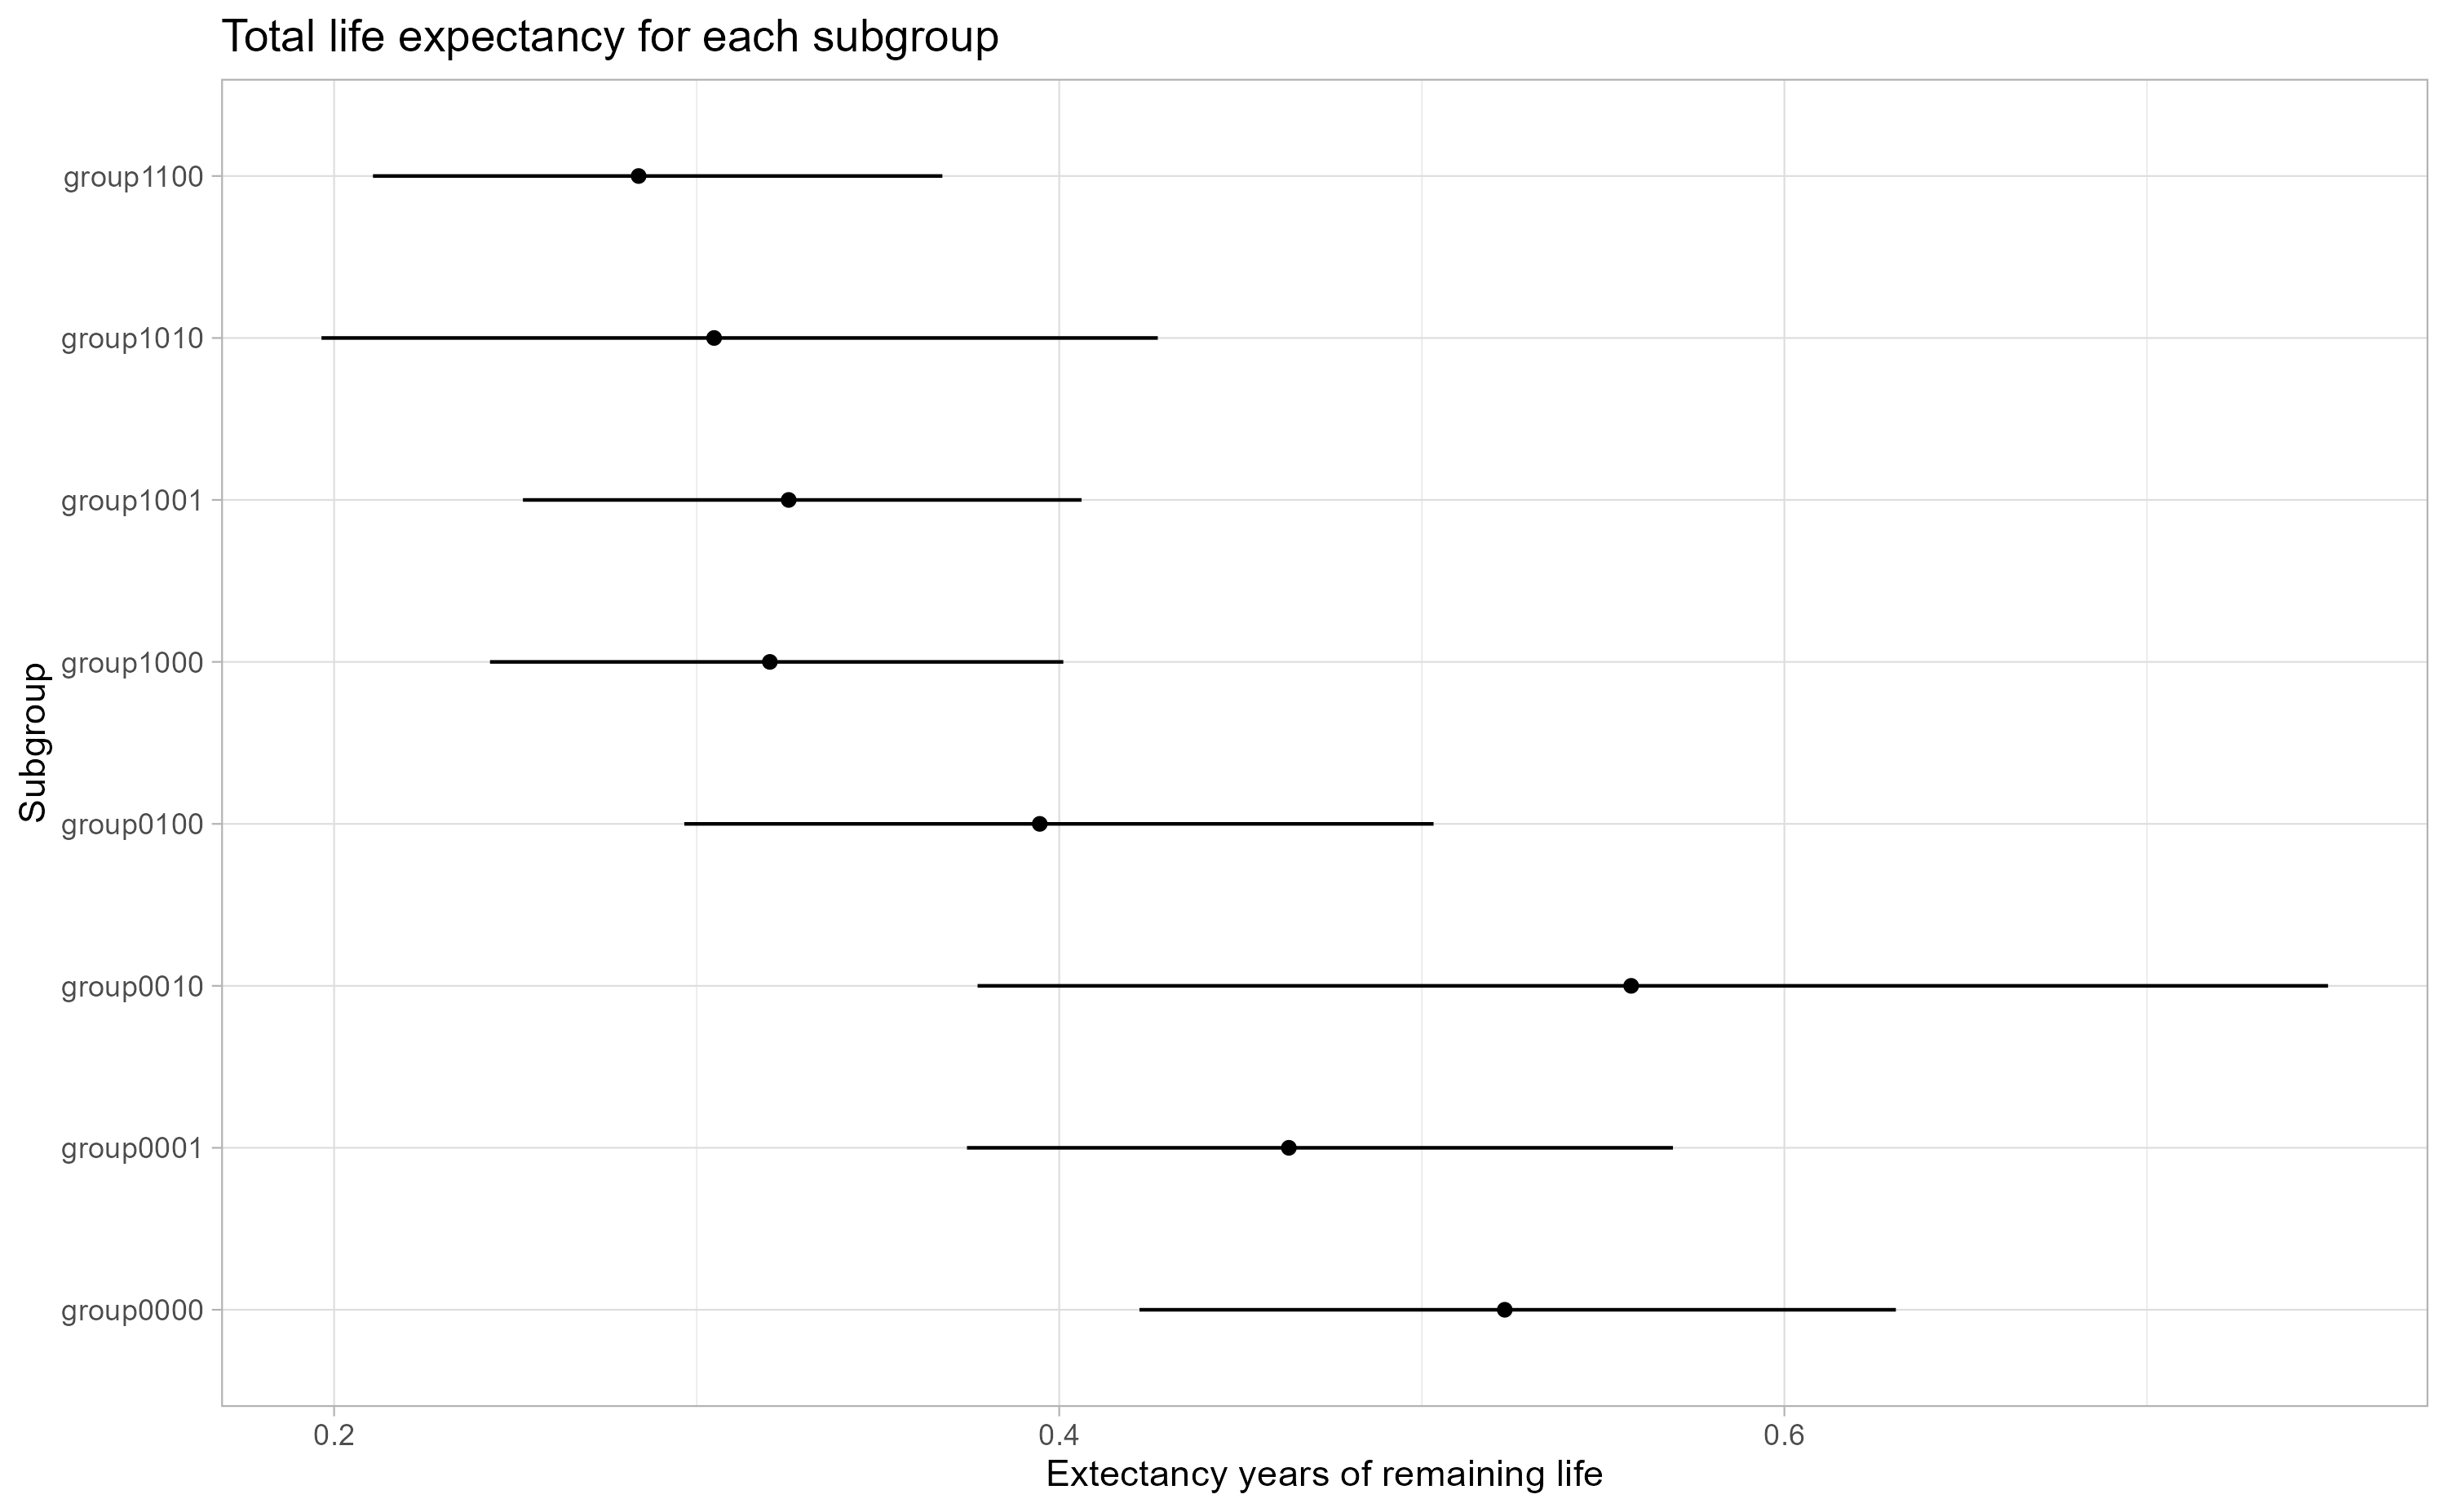 Total life expectancy for each subgroup
Subgroup
group1100
group1010
group1001
group1000
group0100
group0010
group0001
group0000
0.2
0.4
0.6
Extectancy years of remaining life